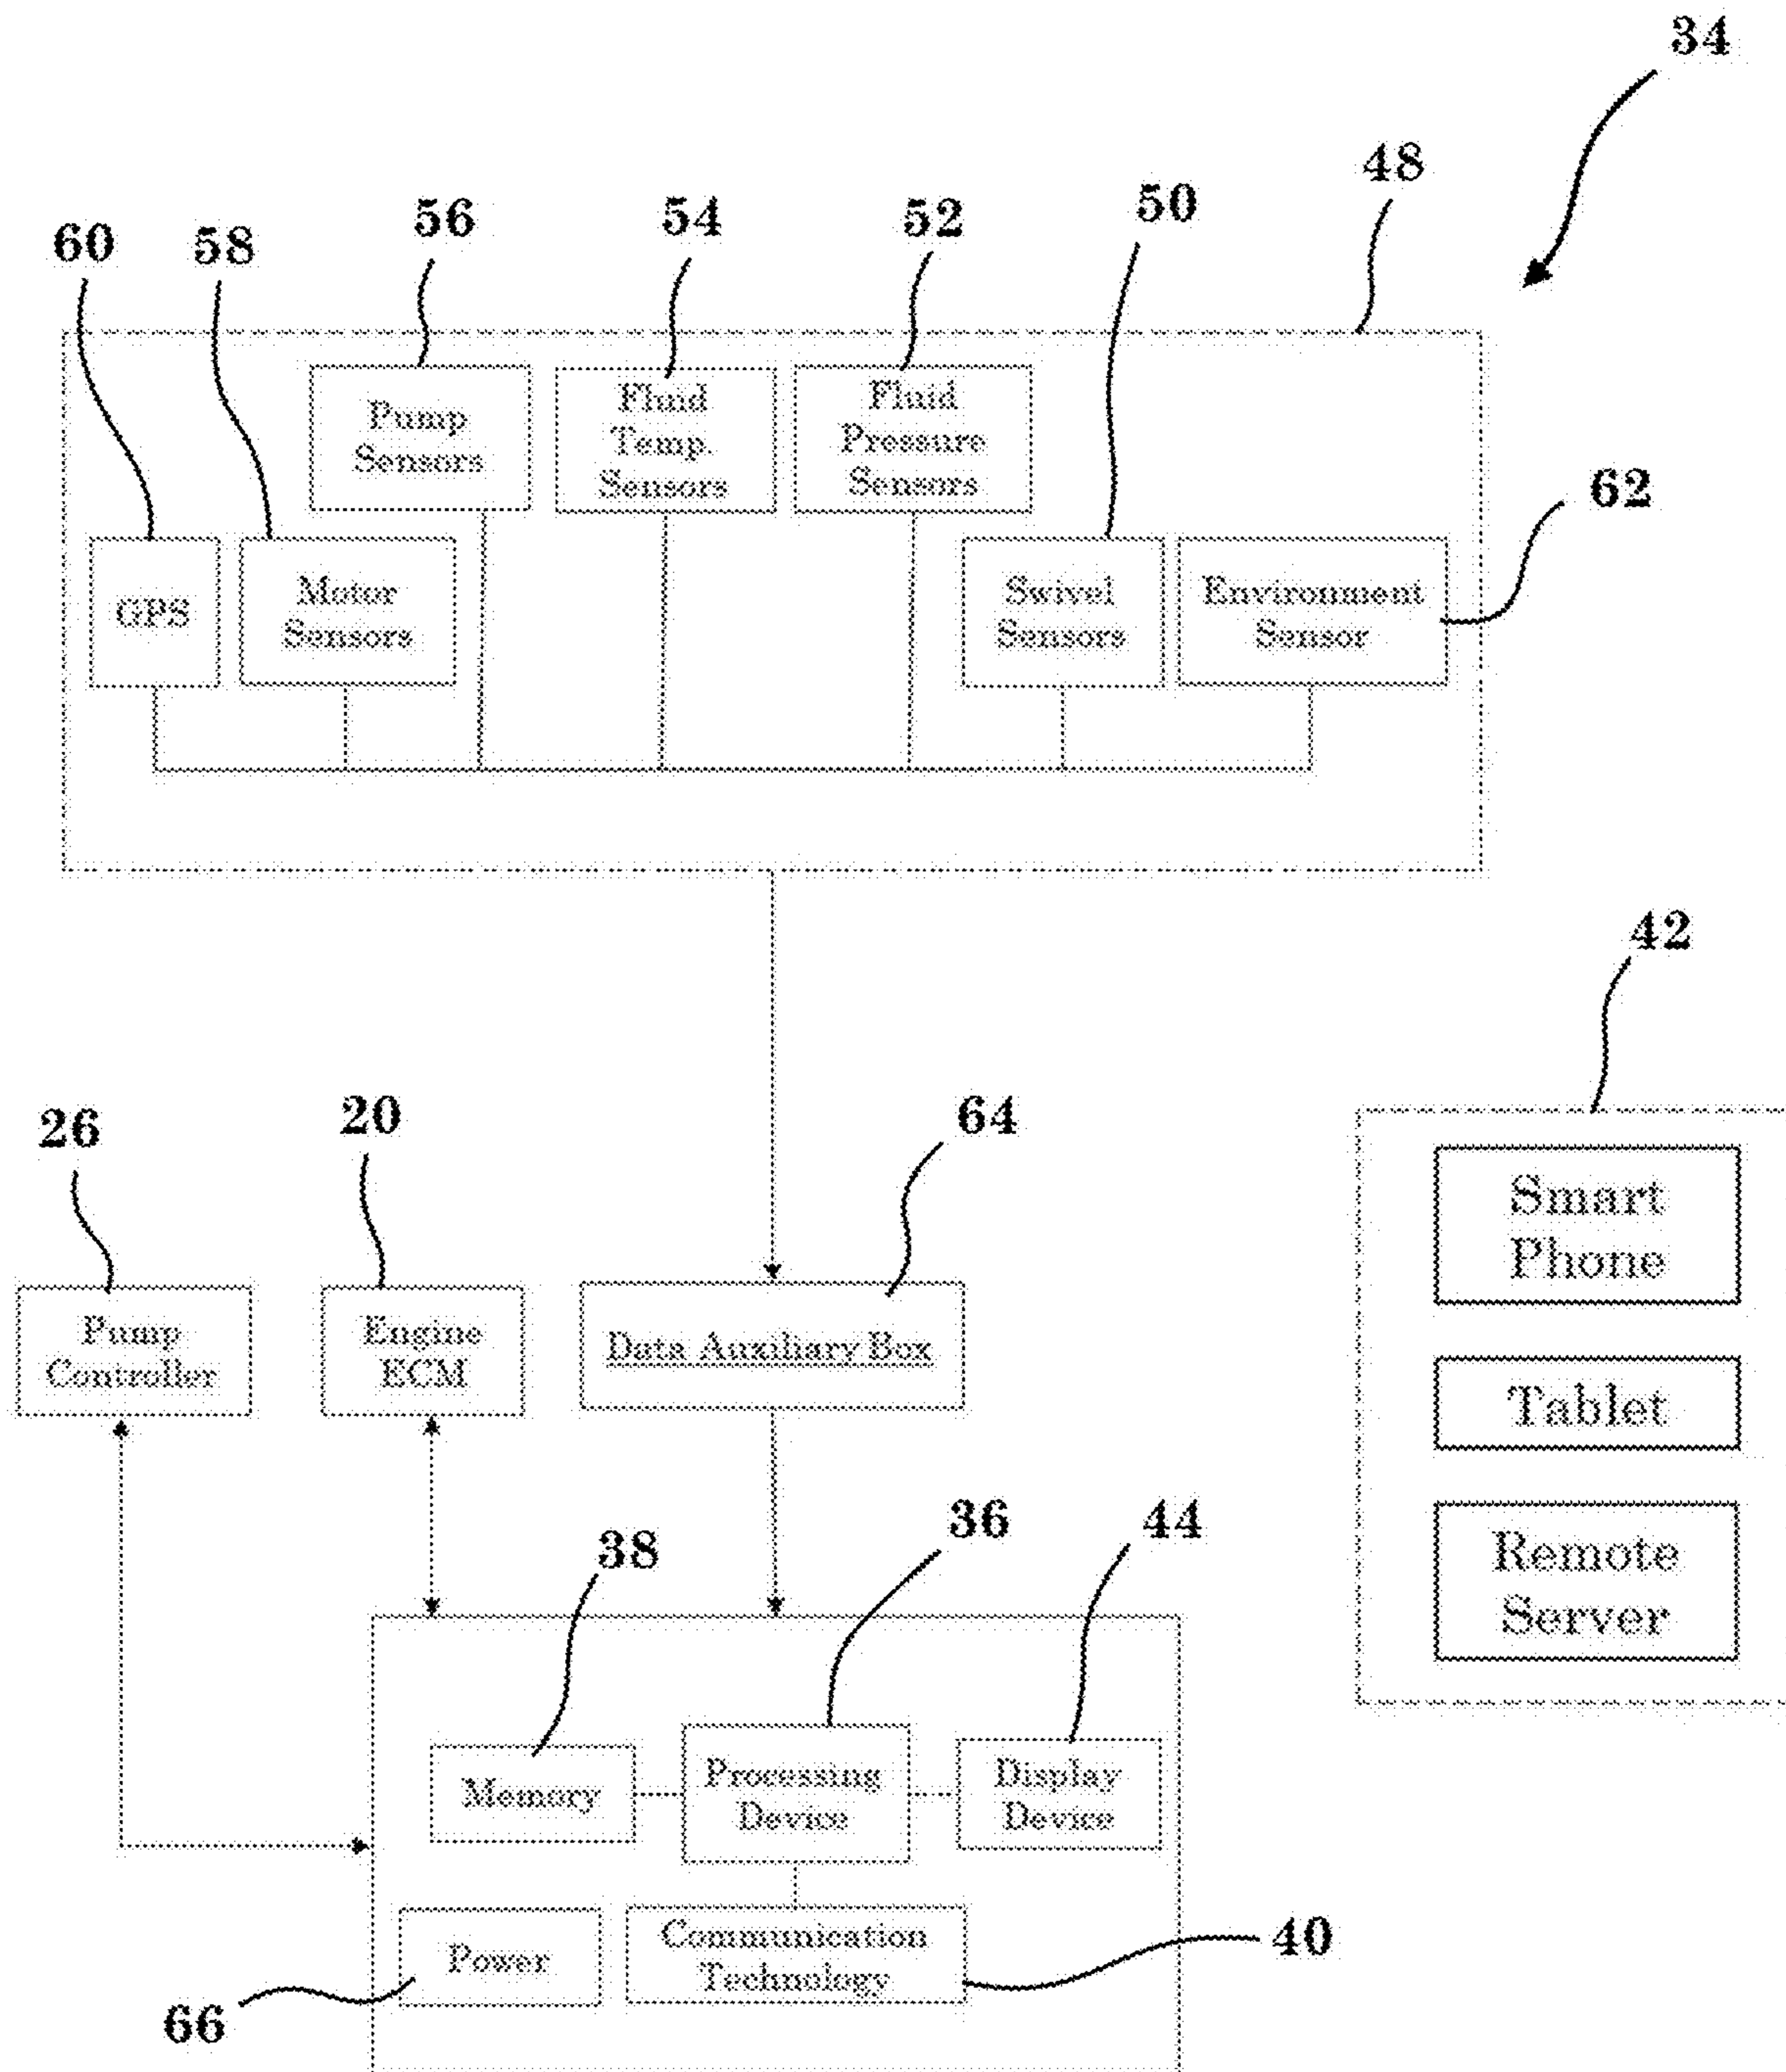 34
48
50
52
54
56
60
58
Pump
Sensors
Fluid
Temp.
Sensors
Fluid
Pressure
Sensors
62
GPS
Motor
Sensors
Swivel
Sensors
Environment
Sensor
42
64
20
26
Smart
Phone
Pump
Controller
Engine
ECM
Data Auxiliary Box
Tablet
36
44
38
Remote
Server
Memory
Processing
Device
Display
Device
Power
Communication
Technology
40
66